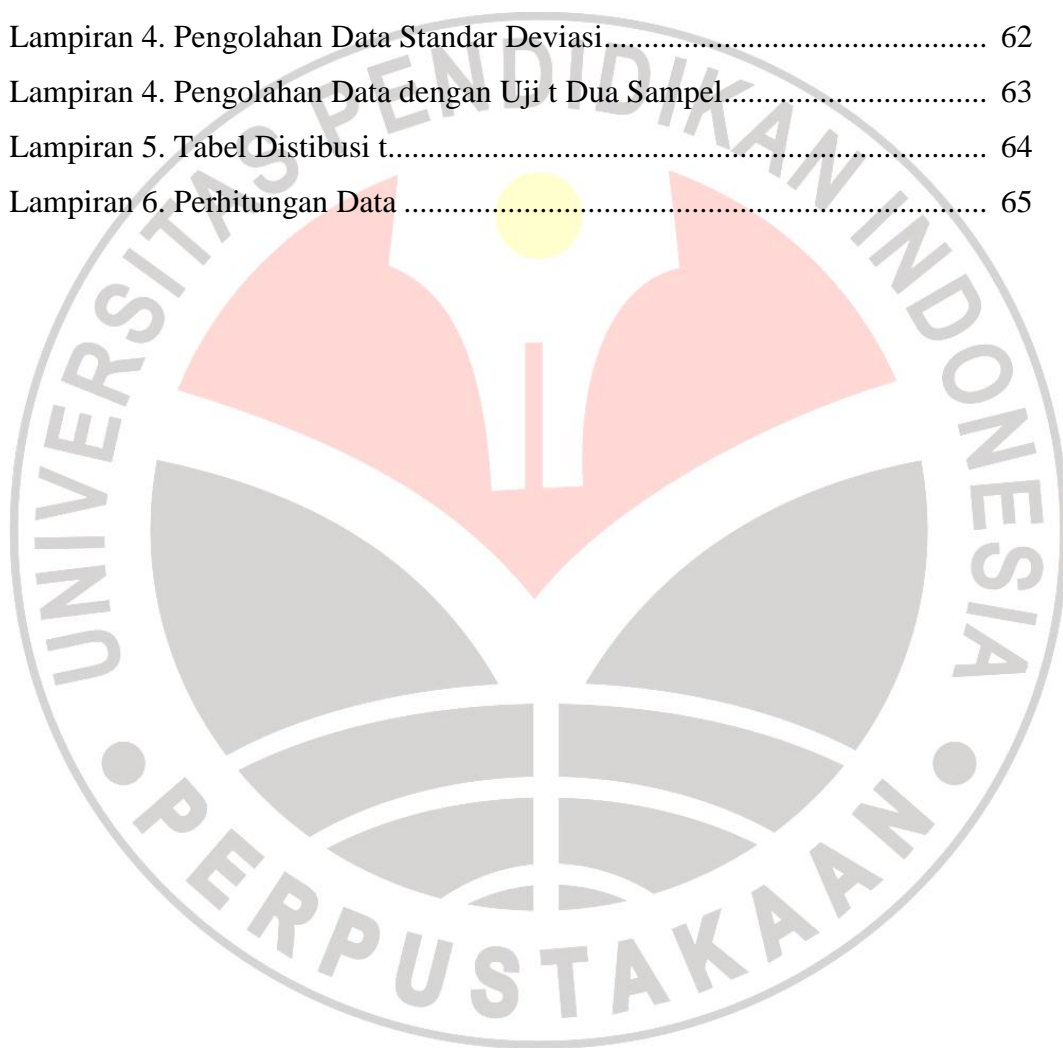 Lampiran 4. Pengolahan Data Standar Deviasi......................................... 62
Lampiran 4. Pengolahan Data dengan Uji t Dua Sampel............................ 63
Lampiran 5. Tabel Distibusi t................................................................ 64
Lampiran 6. Perhitungan Data .............................................................. 65
UNIVERSITAS PENDIDIKAN INDONESIA
PERPUSTAKAAN